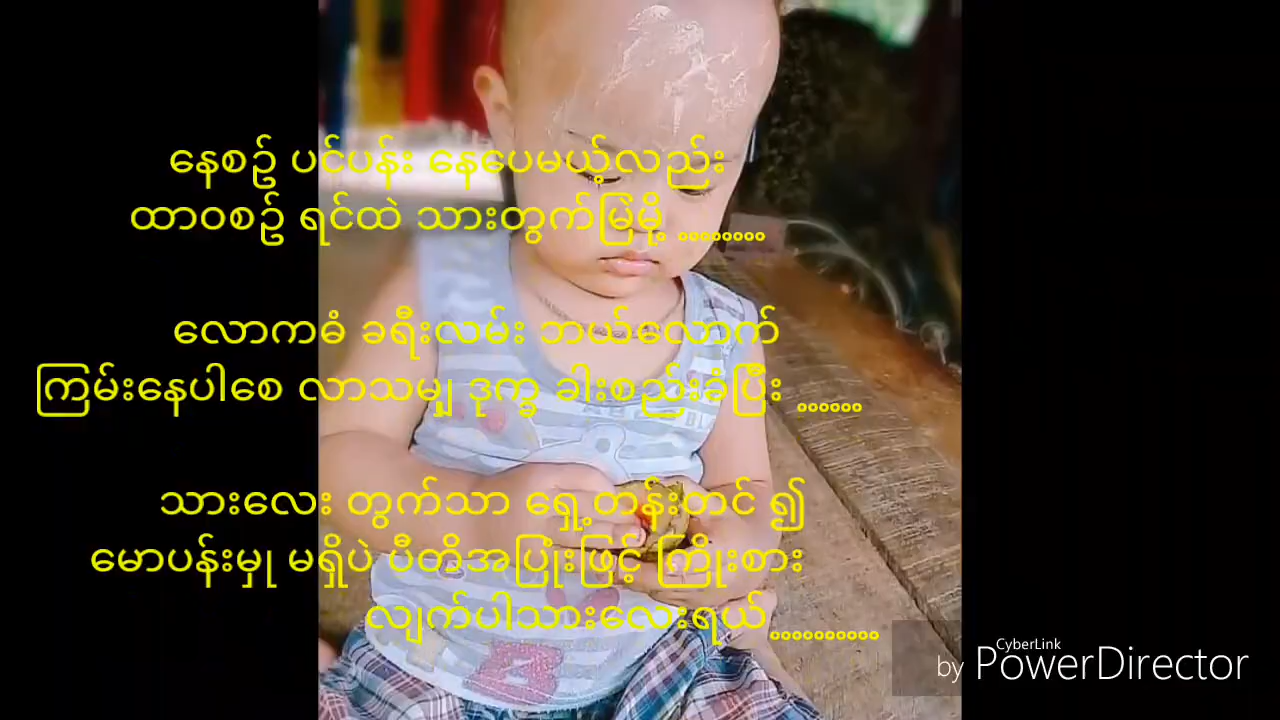 နေစဥ် ပင်ပန်း နေပေမယ့်လည်း
ထာဝစဥ် ရင်ထဲ သားတွက်မြဲမို့ ........
လောကဓံ ခရီးလမ်း ဘယ်လောက်
ကြမ်းနေပါစေ လာသမျှ ဒုက္ခ ခါးစည်းခံပြီး ......
သားလေး တွက်သာ ရှေ့တန်းတင် ၍
မောပန်းမှု မရှိပဲ ပီတိအပြုံးဖြင့် ကြိုးစား
လျက်ပါသားလေးရယ် ..........
CyberLink
by PowerDirector